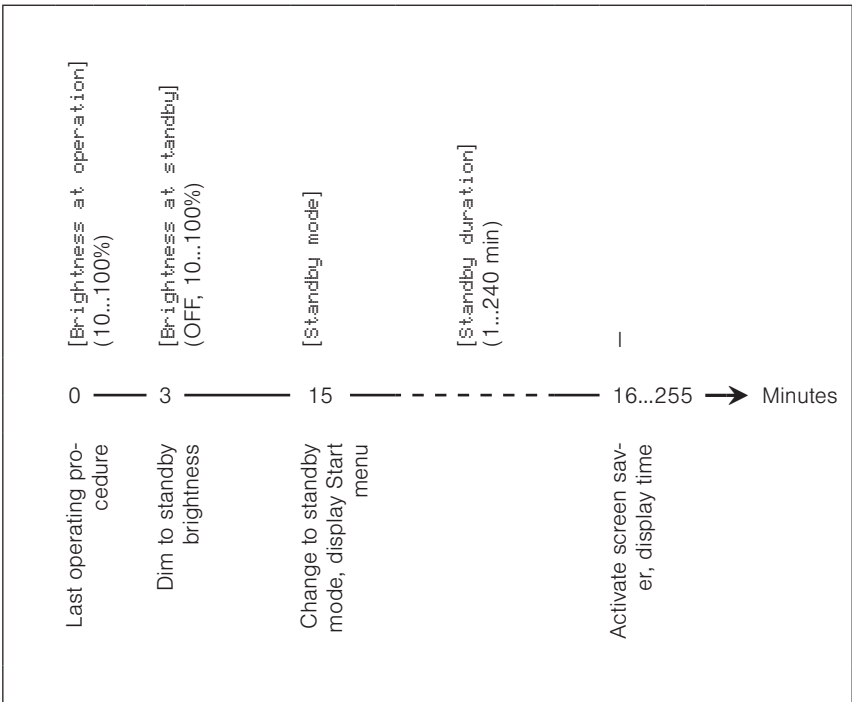 [Brightness at operation]
(10...100%)
[Brightness at standby]
(OFF, 10...100%)
[Standby mode]
[Standby duration]
(1...240 min)
–
0
3
15
16...255
Minutes
Last operating pro-
cedure
Dim to standby
brightness
Change to standby
mode, display Start
menu
Activate screen sav-
er, display time